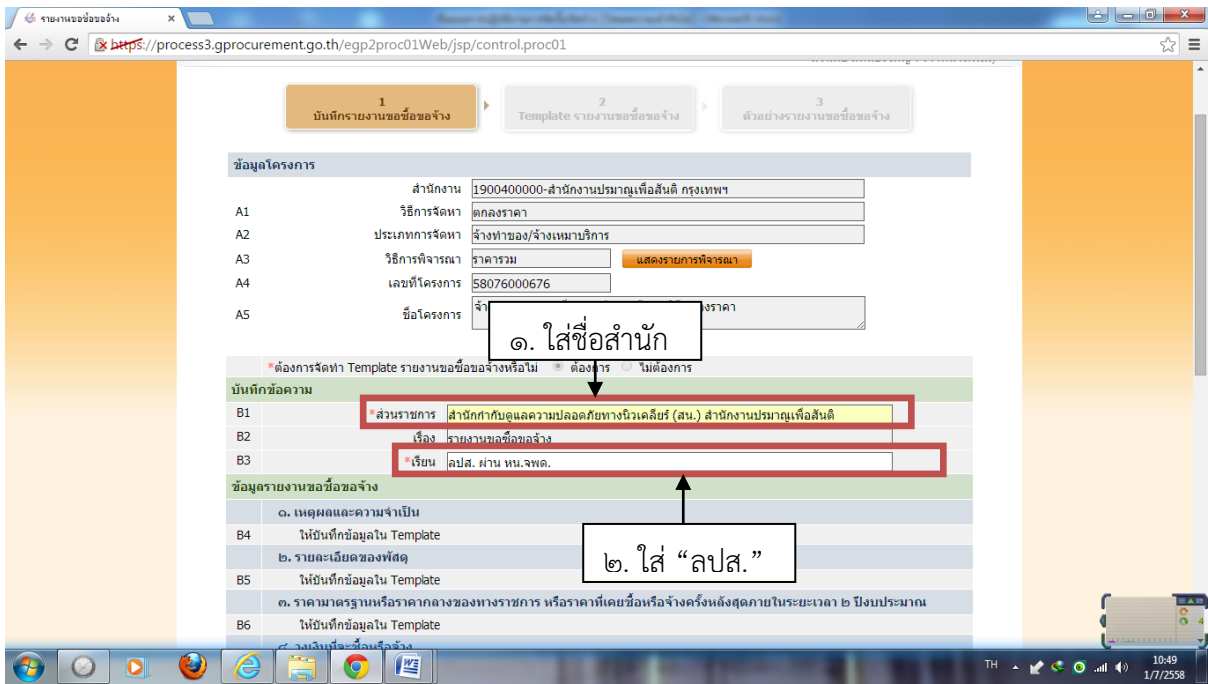 รายงานขอซื้อขอจ้าง
https://process3.gprocurement.go.th/egp2proc01Web/jsp/control.proc01
1
บันทึกรายงานขอซื้อขอจ้าง
2
Template รายงานขอซื้อขอจ้าง
3
ตัวอย่างรายงานขอซื้อขอจ้าง
ข้อมูลโครงการ
สำนักงาน 1900400000-สำนักงานปรมาณูเพื่อสันติ กรุงเทพฯ
A1 วิธีการจัดหา ตกลงราคา
A2 ประเภทการจัดหา จ้างทำของ/จ้างเหมาบริการ
A3 วิธีการพิจารณา ราคารวม แสดงรายการพิจารณา
A4 เลขที่โครงการ 58076000676
A5 ชื่อโครงการ
๑. ใส่ชื่อสำนัก
*ต้องการจัดทำ Template รายงานขอซื้อขอจ้างหรือไม่ ต้องการ ไม่ต้องการ
บันทึกข้อความ
B1 *ส่วนราชการ สำนักกำกับดูแลความปลอดภัยทางนิวเคลียร์ (สน.) สำนักงานปรมาณูเพื่อสันติ
B2 เรื่อง รายงานขอซื้อขอจ้าง
B3 *เรียน ลปส. ผ่าน หน.จพด.
ข้อมูลรายงานขอซื้อขอจ้าง
๑. เหตุผลและความจำเป็น
B4 ให้บันทึกข้อมูลใน Template
๒. ใส่ “ลปส.”
๒. รายละเอียดของพัสดุ
B5 ให้บันทึกข้อมูลใน Template
๓. ราคามาตรฐานหรือราคากลางของทางราชการ หรือราคาที่เคยซื้อหรือจ้างครั้งหลังสุดภายในระยะเวลา ๒ ปีงบประมาณ
B6 ให้บันทึกข้อมูลใน Template
๔. วงเงินที่จะซื้อหรือจ้าง
TH
10:49
1/7/2558